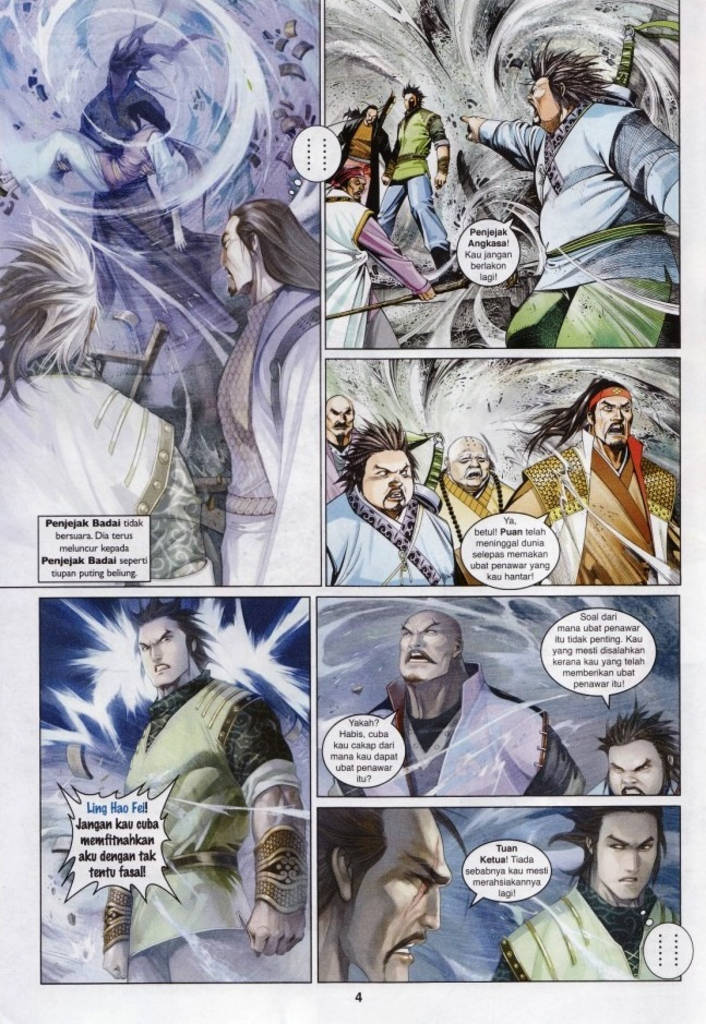 Penjejak Badai tidak
bersuara. Dia terus
meluncur kepada
Penjejak Badai seperti
tiupan puting beliung.
Penjejak
Angkasa!
Kau jangan
berlakon
lagi!
Ya,
betul! Puan telah
meninggal dunia
selepas memakan
ubat penawar yang
kau hantar!
Ling Hao Fei!
Jangan kau cuba
memfitnahkan
aku dengan tak
tentu fasal!
Soal dari
mana ubat penawar
itu tidak penting. Kau
yang mesti disalahkan
kerana kau yang telah
memberikan ubat
penawar itu!
Yakah?
Habis, cuba
kau cakap dari
mana kau dapat
ubat penawar
itu?
Tuan
Ketua! Tiada
sebabnya kau mesti
merahsiakannya
lagi!
4